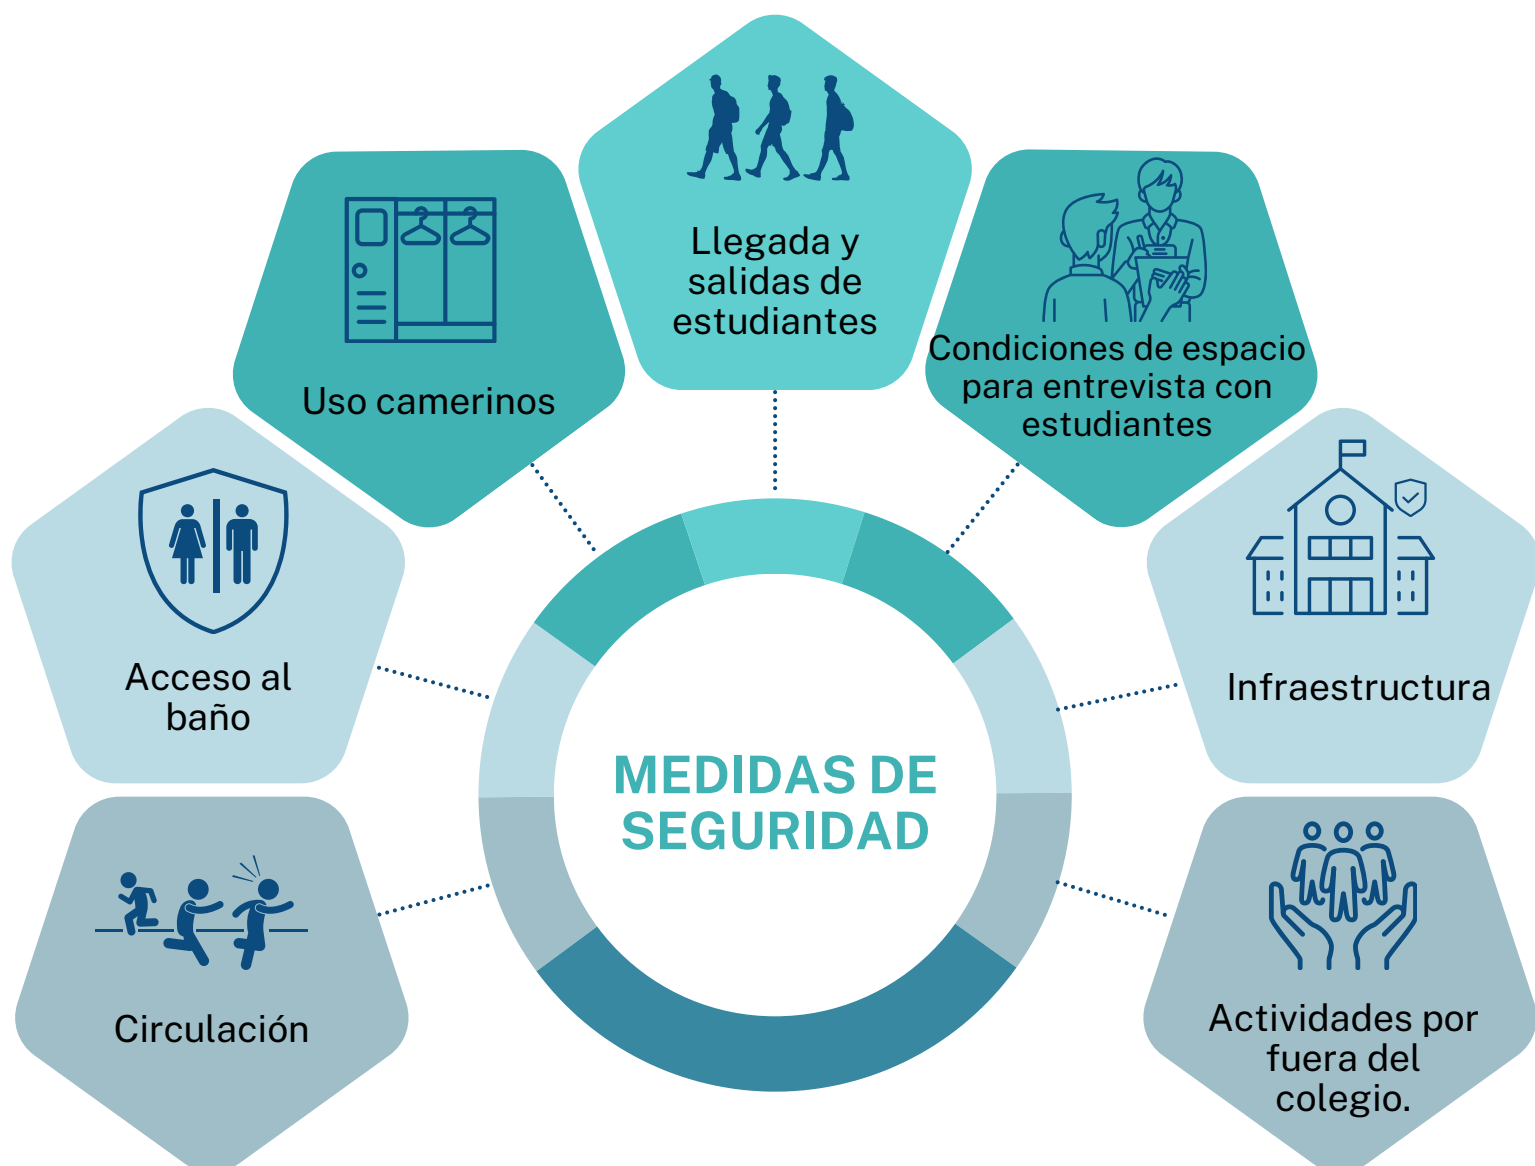 Llegada y
salidas de
estudiantes
Condiciones de espacio
para entrevista con
estudiantes
Uso camerinos
Acceso al
baño
Infraestructura
MEDIDAS DE
SEGURIDAD
Circulación
Actividades por
fuera del
colegio.